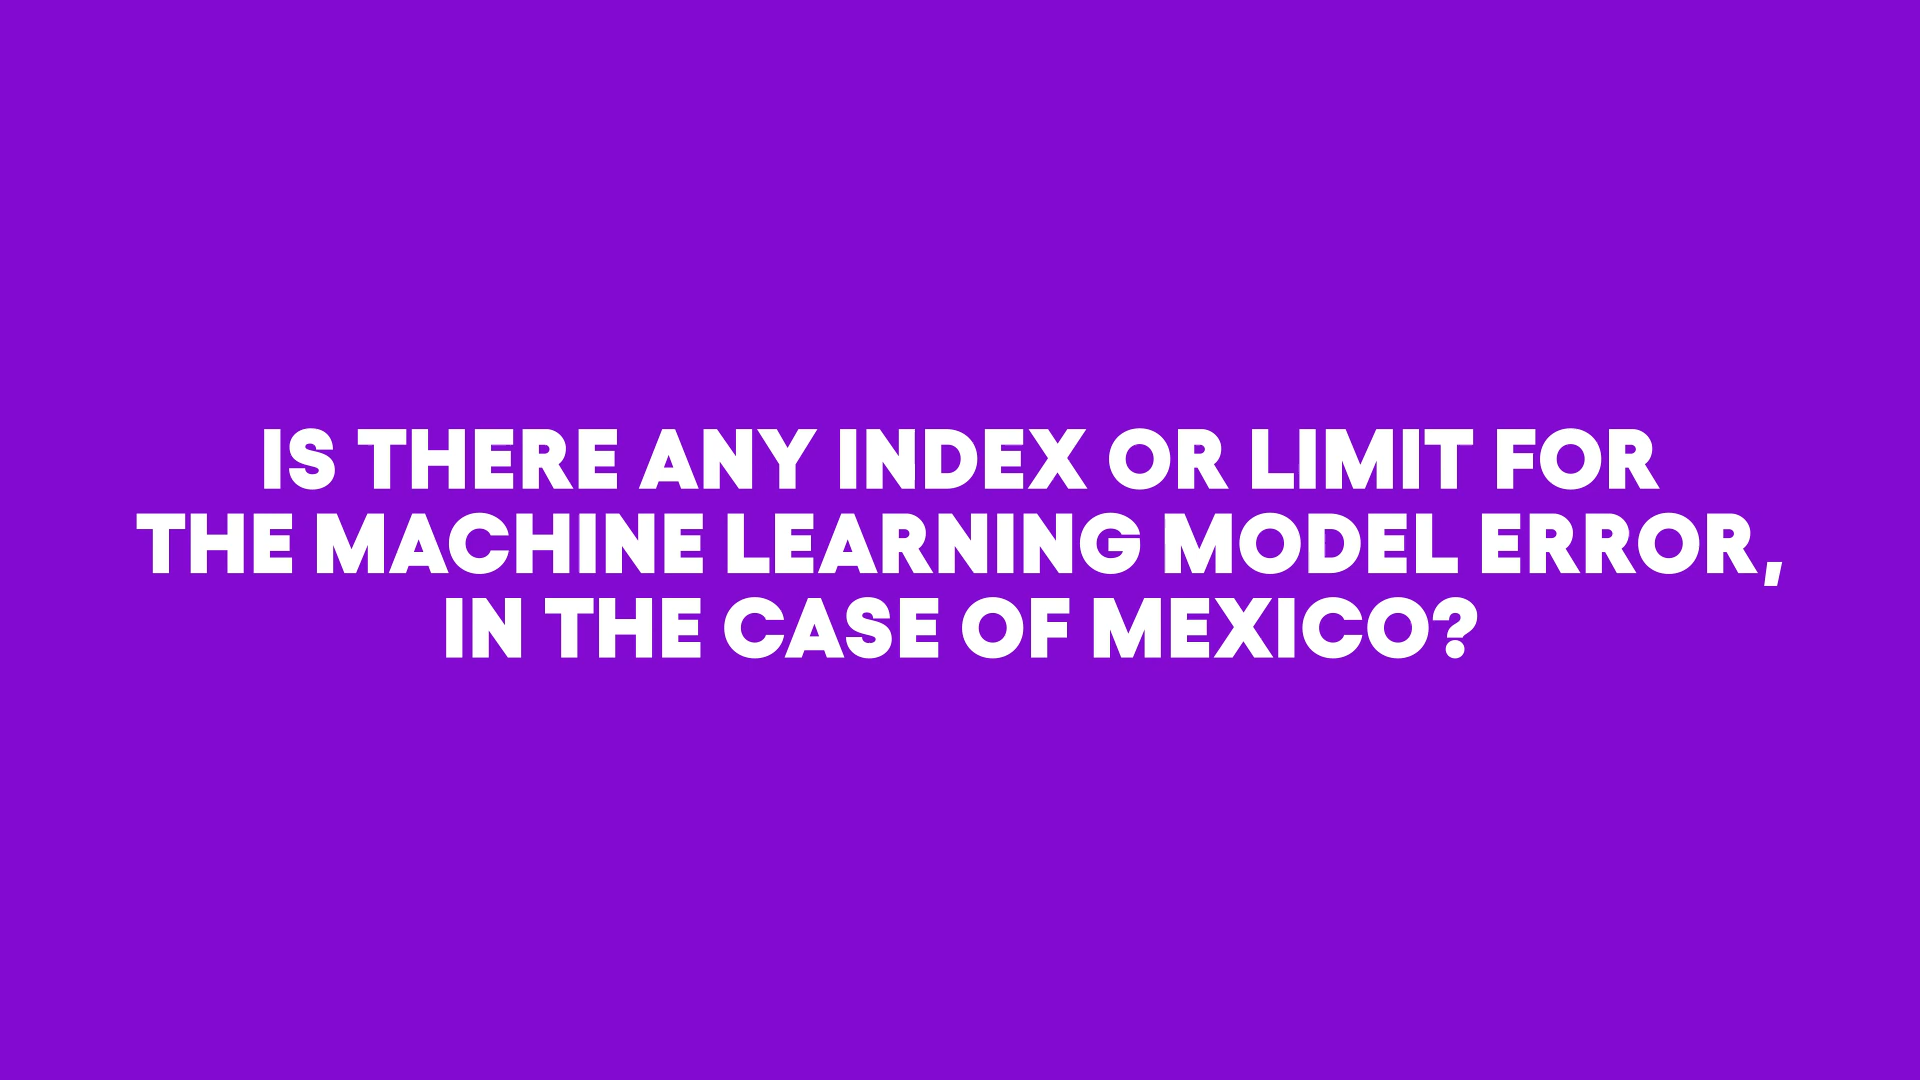 IS THERE ANY INDEX OR LIMIT FOR
THE MACHINE LEARNING MODEL ERROR,
IN THE CASE OF MEXICO?